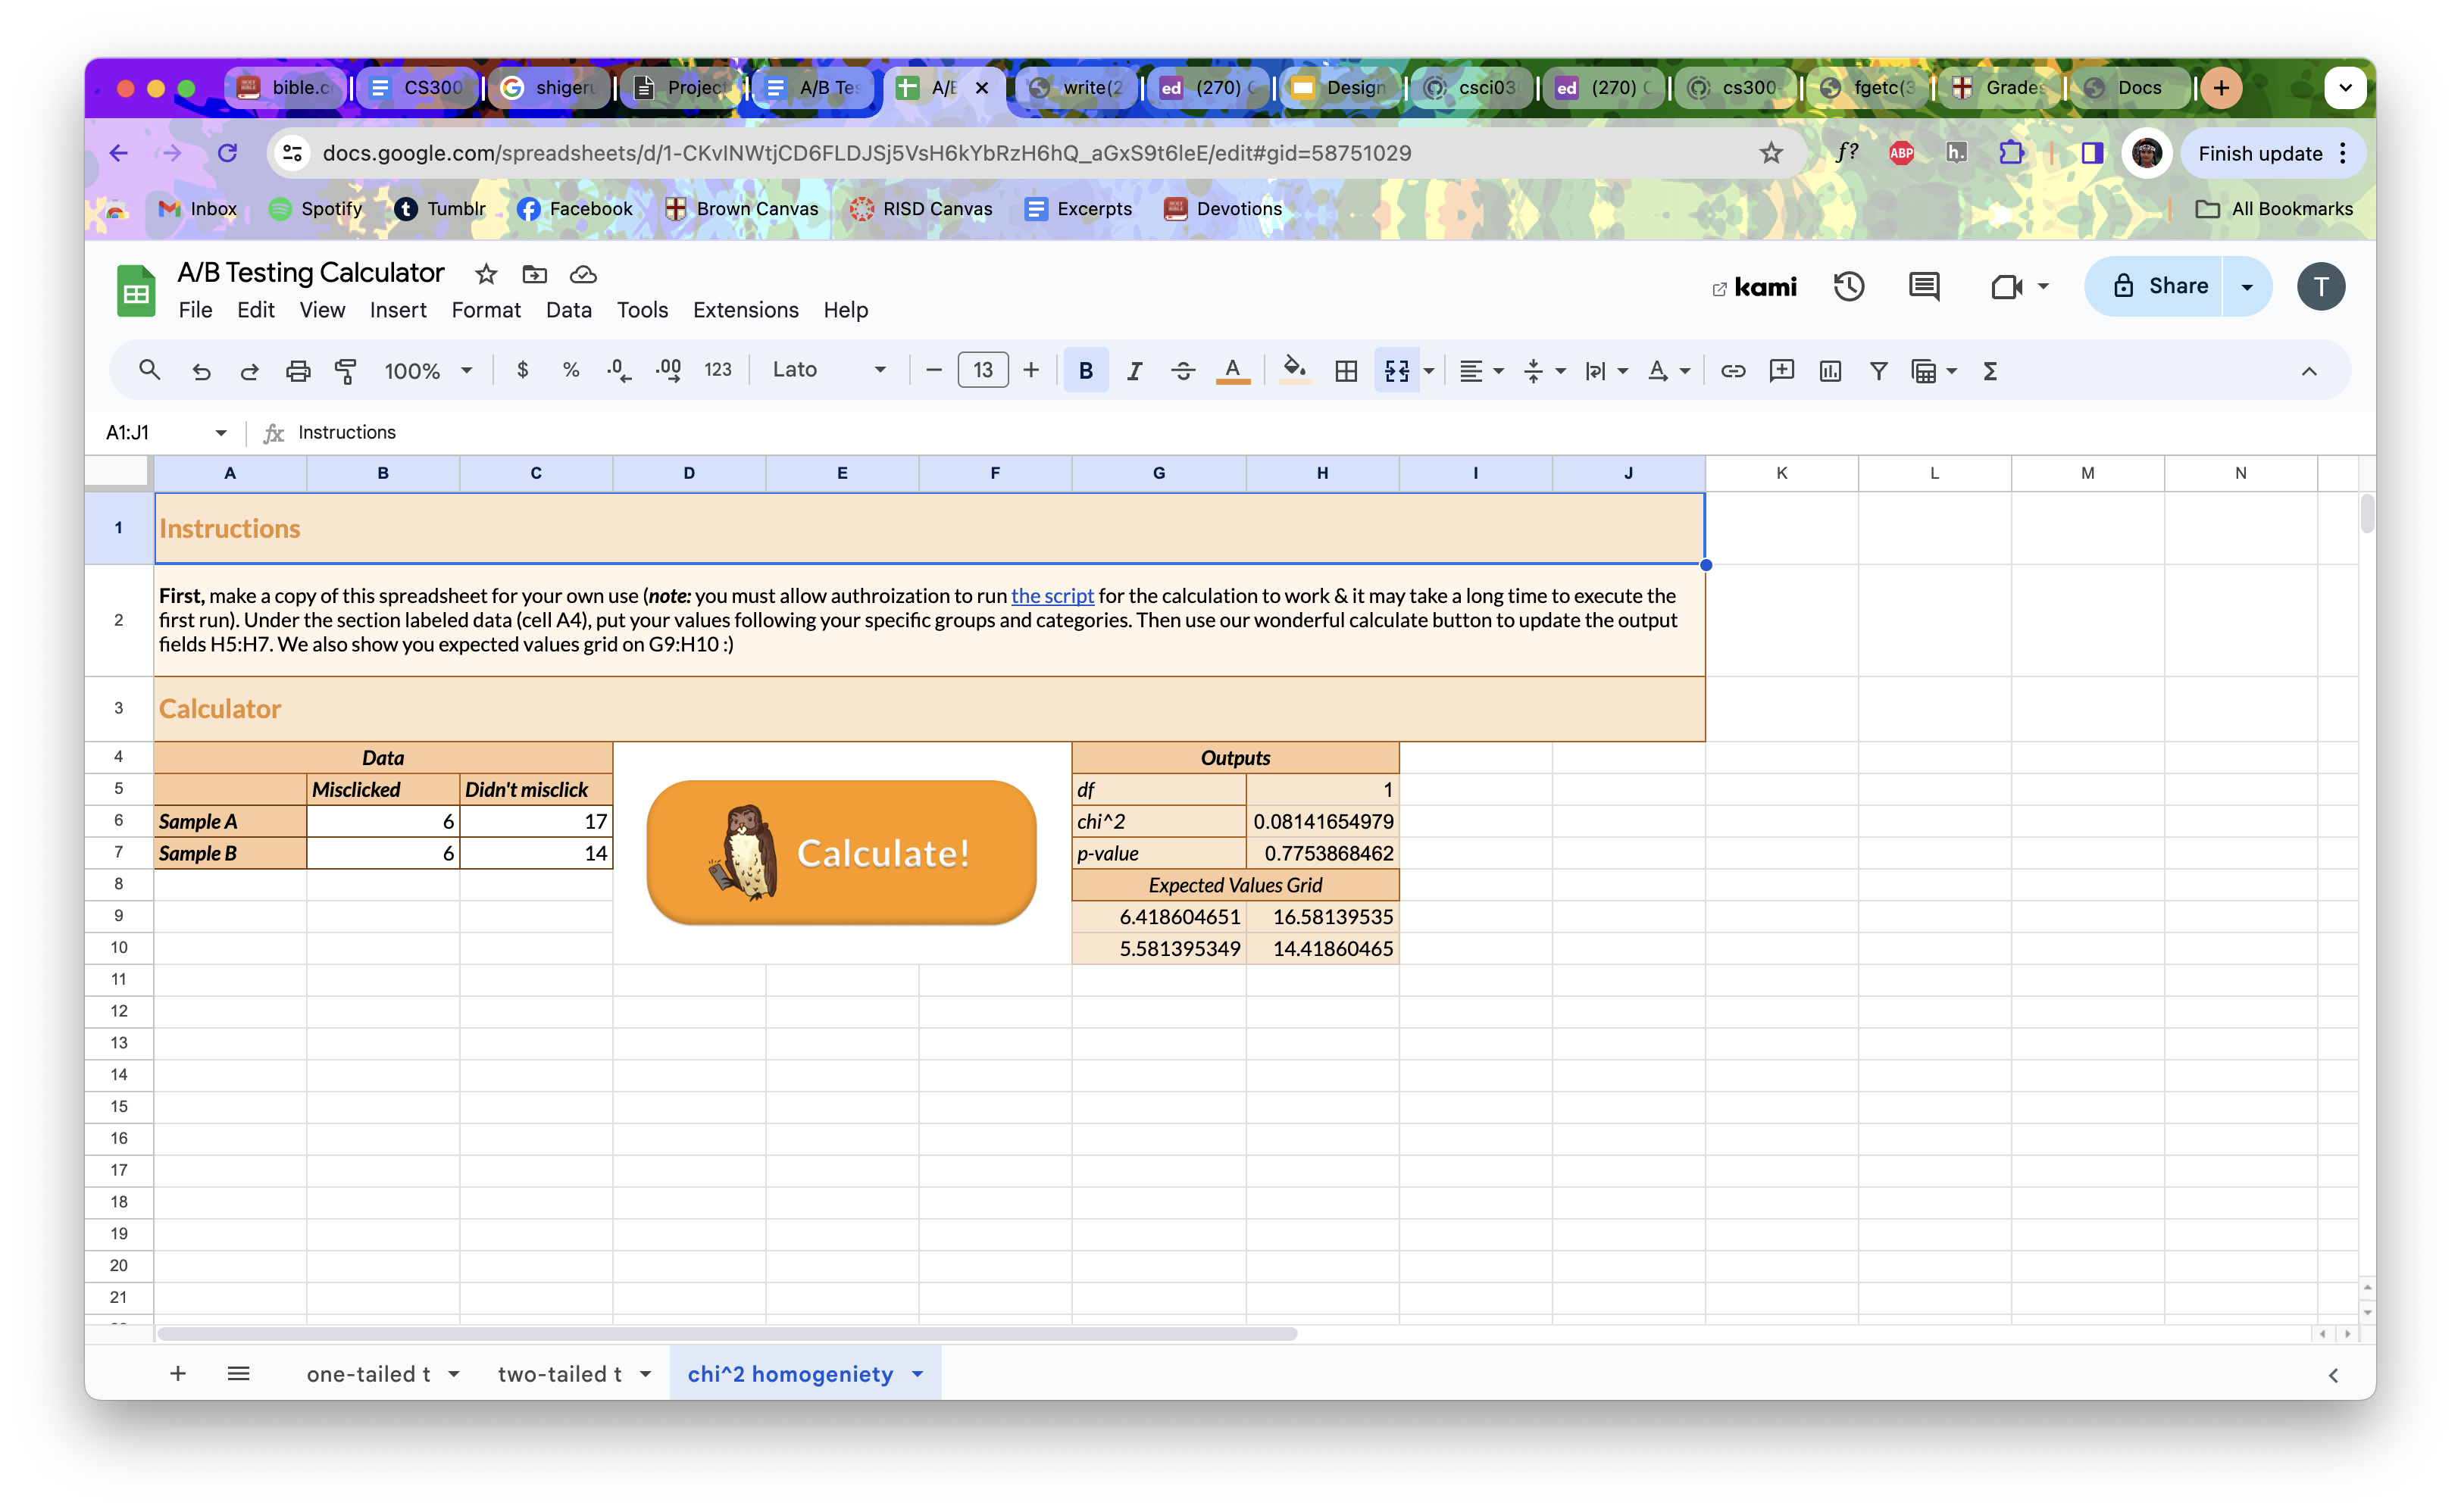 bible.c CS300 shigeru Project A/B Tes A/B write(2 ed (270) C Design csci03 ed (270) C cs300- fgetc(3 Grades Docs
docs.google.com/spreadsheets/d/1-CKvINWtjCD6FLDJSj5VsH6kYbRzH6hQ_aGxS9t6leE/edit#gid=58751029 f? ABP h. Finish update
Inbox Spotify Tumblr Facebook Brown Canvas RISD Canvas Excerpts Devotions All Bookmarks
A/B Testing Calculator
File Edit View Insert Format Data Tools Extensions Help
kami Share T
100% $ % .0 .00 123 Lato 13 B I S A Σ
A1:J1 fx Instructions
A B C D E F G H I J K L M N
1 Instructions
2 First, make a copy of this spreadsheet for your own use (note: you must allow authroization to run the script for the calculation to work & it may take a long time to execute the
first run). Under the section labeled data (cell A4), put your values following your specific groups and categories. Then use our wonderful calculate button to update the output
fields H5:H7. We also show you expected values grid on G9:H10 :)
3 Calculator
4 Data Outputs
5 Misclicked Didn't misclick df 1
6 Sample A 6 17 chi^2 0.08141654979
7 Sample B 6 14 p-value 0.7753868462
Calculate!
8 Expected Values Grid
9 6.418604651 16.58139535
10 5.581395349 14.41860465
11
12
13
14
15
16
17
18
19
20
21
one-tailed t two-tailed t chi^2 homogeniety